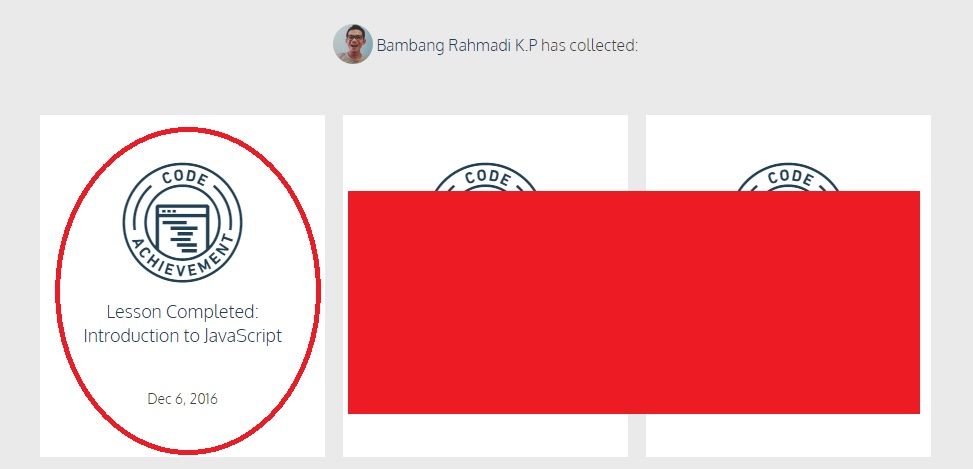 Bambang Rahmadi K.P has collected:
CODE
ACHIEVEMENT
Lesson Completed:
Introduction to JavaScript
Dec 6, 2016
CODE
CODE